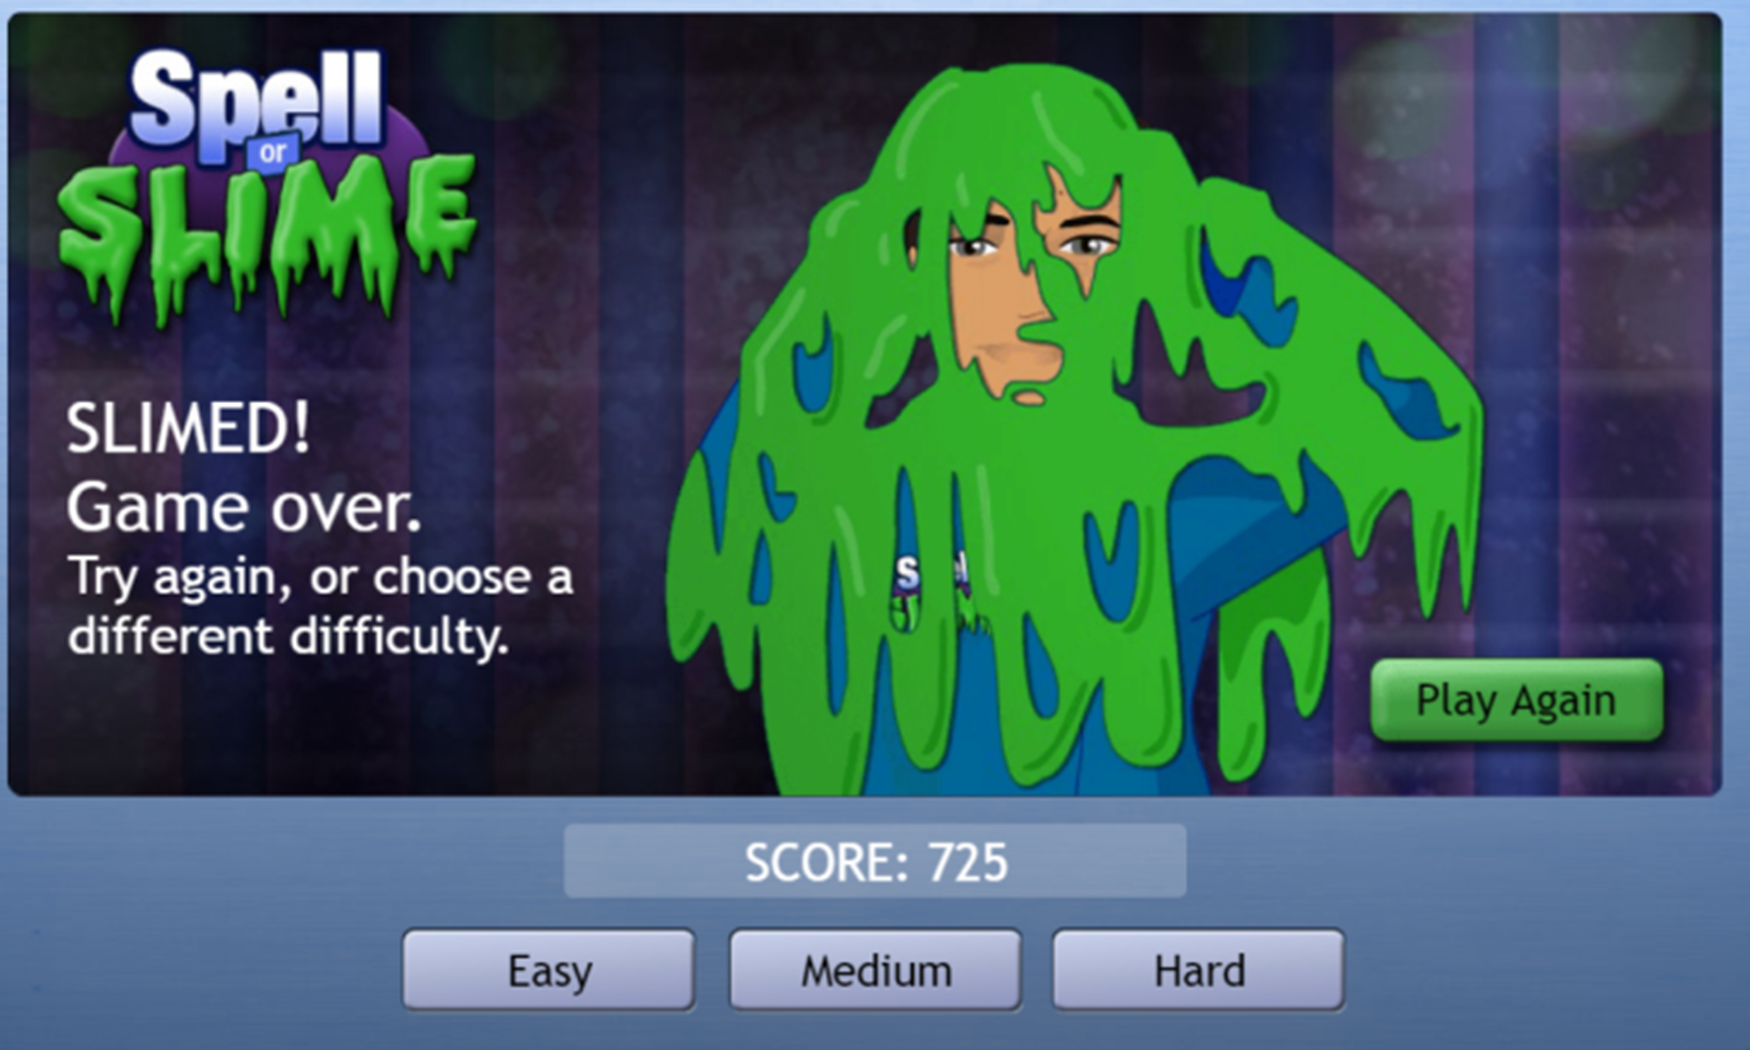 Spell
or
SLIME
SLIMED!
Game over.
Try again, or choose a
different difficulty.
Play Again
SCORE: 725
Easy
Medium
Hard